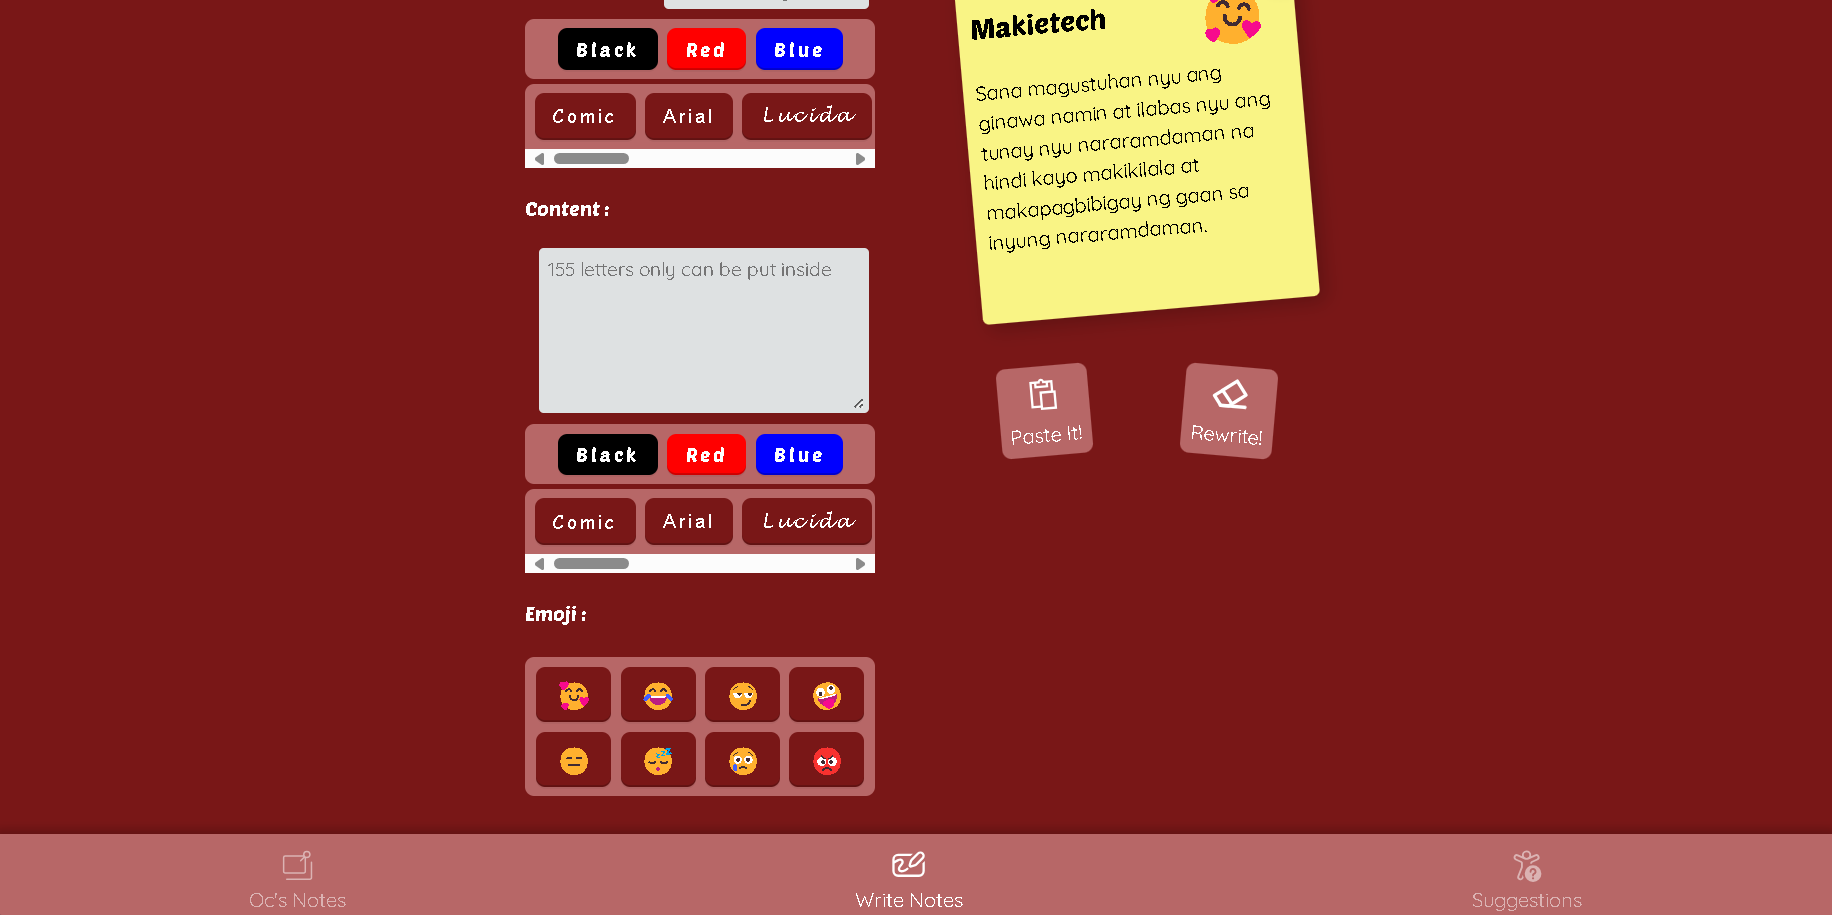 Black Red Blue
Comic Arial Lucida
Content :
155 letters only can be put inside
Black Red Blue
Comic Arial Lucida
Emoji :
Makietech
Sana magustuhan nyu ang
ginawa namin at ilabas nyu ang
tunay nyu nararamdaman na
hindi kayo makikilala at
makapagbibigay ng gaan sa
inyung nararamdaman.
Paste It!
Rewrite!
Oc's Notes
Write Notes
Suggestions